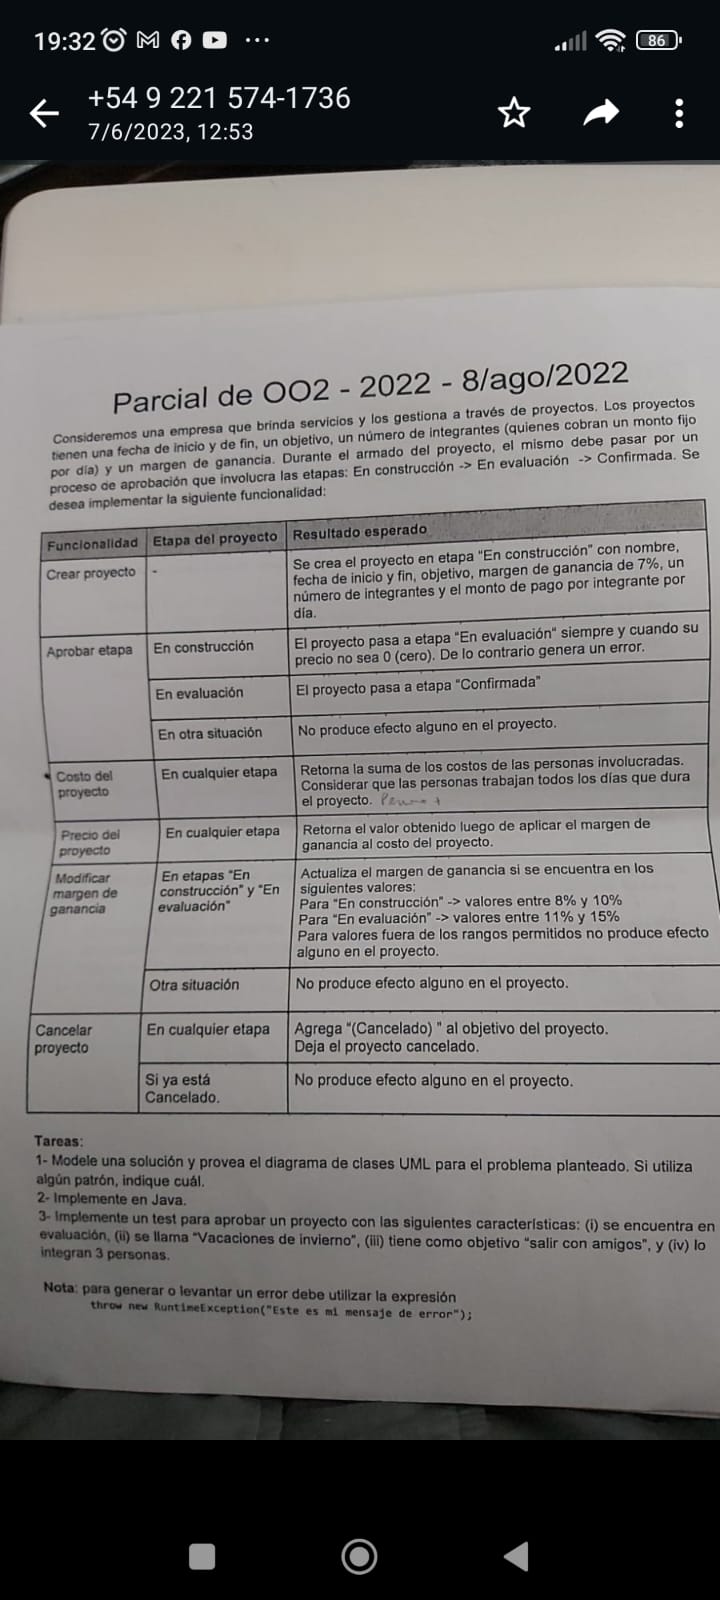 19:32
86
+54 9 221 574-1736
7/6/2023, 12:53
Parcial de OO2 - 2022 - 8/ago/2022
Consideremos una empresa que brinda servicios y los gestiona a través de proyectos. Los proyectos
tienen una fecha de inicio y de fin, un objetivo, un número de integrantes (quienes cobran un monto fijo
por día) y un margen de ganancia. Durante el armado del proyecto, el mismo debe pasar por un
proceso de aprobación que involucra las etapas: En construcción -> En evaluación -> Confirmada. Se
desea implementar la siguiente funcionalidad:
Funcionalidad Etapa del proyecto Resultado esperado
Crear proyecto - Se crea el proyecto en etapa "En construcción" con nombre,
fecha de inicio y fin, objetivo, margen de ganancia de 7%, un
número de integrantes y el monto de pago por integrante por
día.
Aprobar etapa En construcción El proyecto pasa a etapa "En evaluación" siempre y cuando su
precio no sea 0 (cero). De lo contrario genera un error.
En evaluación El proyecto pasa a etapa "Confirmada"
En otra situación No produce efecto alguno en el proyecto.
Costo del En cualquier etapa Retorna la suma de los costos de las personas involucradas.
proyecto Considerar que las personas trabajan todos los días que dura
el proyecto.
Precio del En cualquier etapa Retorna el valor obtenido luego de aplicar el margen de
proyecto ganancia al costo del proyecto.
Modificar En etapas "En Actualiza el margen de ganancia si se encuentra en los
margen de construcción" y "En siguientes valores:
ganancia evaluación" Para "En construcción" -> valores entre 8% y 10%
Para "En evaluación" -> valores entre 11% y 15%
Para valores fuera de los rangos permitidos no produce efecto
alguno en el proyecto.
Otra situación No produce efecto alguno en el proyecto.
Cancelar En cualquier etapa Agrega "(Cancelado) " al objetivo del proyecto.
proyecto Deja el proyecto cancelado.
Si ya está No produce efecto alguno en el proyecto.
Cancelado.
Tareas:
1- Modele una solución y provea el diagrama de clases UML para el problema planteado. Si utiliza
algún patrón, indique cuál.
2- Implemente en Java.
3- Implemente un test para aprobar un proyecto con las siguientes características: (i) se encuentra en
evaluación, (ii) se llama "Vacaciones de invierno", (iii) tiene como objetivo "salir con amigos", y (iv) lo
integran 3 personas.
Nota: para generar o levantar un error debe utilizar la expresión
throw new RuntimeException("Este es mi mensaje de error");